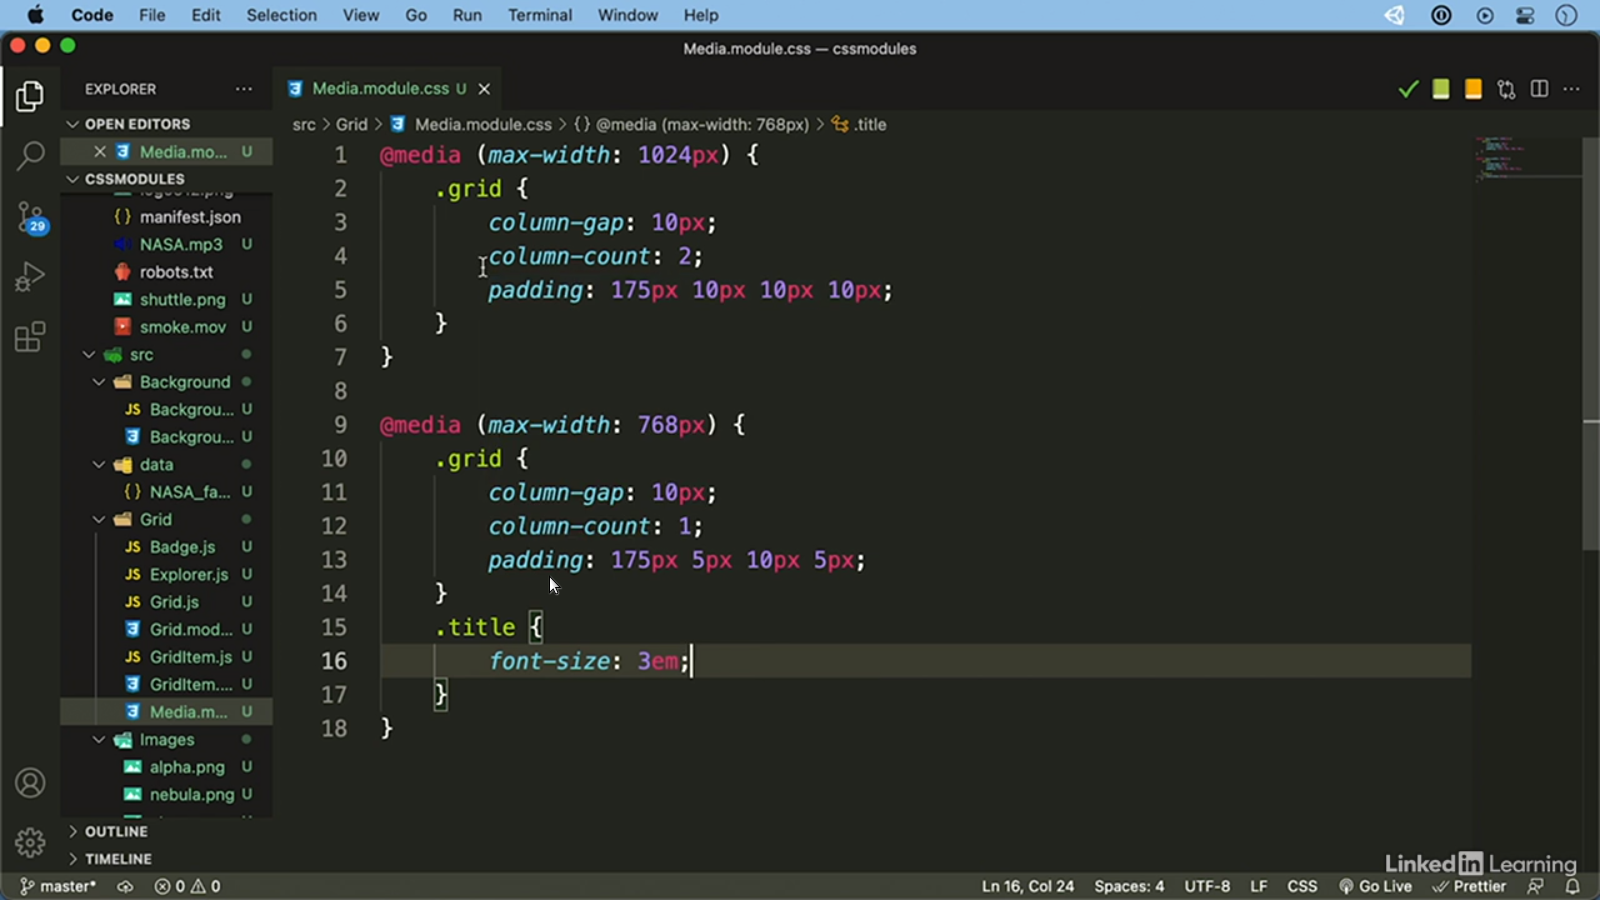 Code File Edit Selection View Go Run Terminal Window Help
Media.module.css — cssmodules
EXPLORER ···
Media.module.css U
OPEN EDITORS
Media.mo... U
CSSMODULES
manifest.json
NASA.mp3 U
robots.txt
shuttle.png U
smoke.mov U
src
Background
JS Backgrou... U
Backgrou... U
data
{} NASA_fa... U
Grid
JS Badge.js U
JS Explorer.js U
JS Grid.js U
Grid.mod... U
JS GridItem.js U
GridItem.... U
Media.m... U
Images
alpha.png U
nebula.png U
OUTLINE
TIMELINE
29
src > Grid > Media.module.css > {} @media (max-width: 768px) > .title
1 @media (max-width: 1024px) {
2 .grid {
3 column-gap: 10px;
4 column-count: 2;
5 padding: 175px 10px 10px 10px;
6 }
7 }
8
9 @media (max-width: 768px) {
10 .grid {
11 column-gap: 10px;
12 column-count: 1;
13 padding: 175px 5px 10px 5px;
14 }
15 .title {
16 font-size: 3em;
17 }
18 }
LinkedIn Learning
master* 0 0 Ln 16, Col 24 Spaces: 4 UTF-8 LF CSS Go Live Prettier